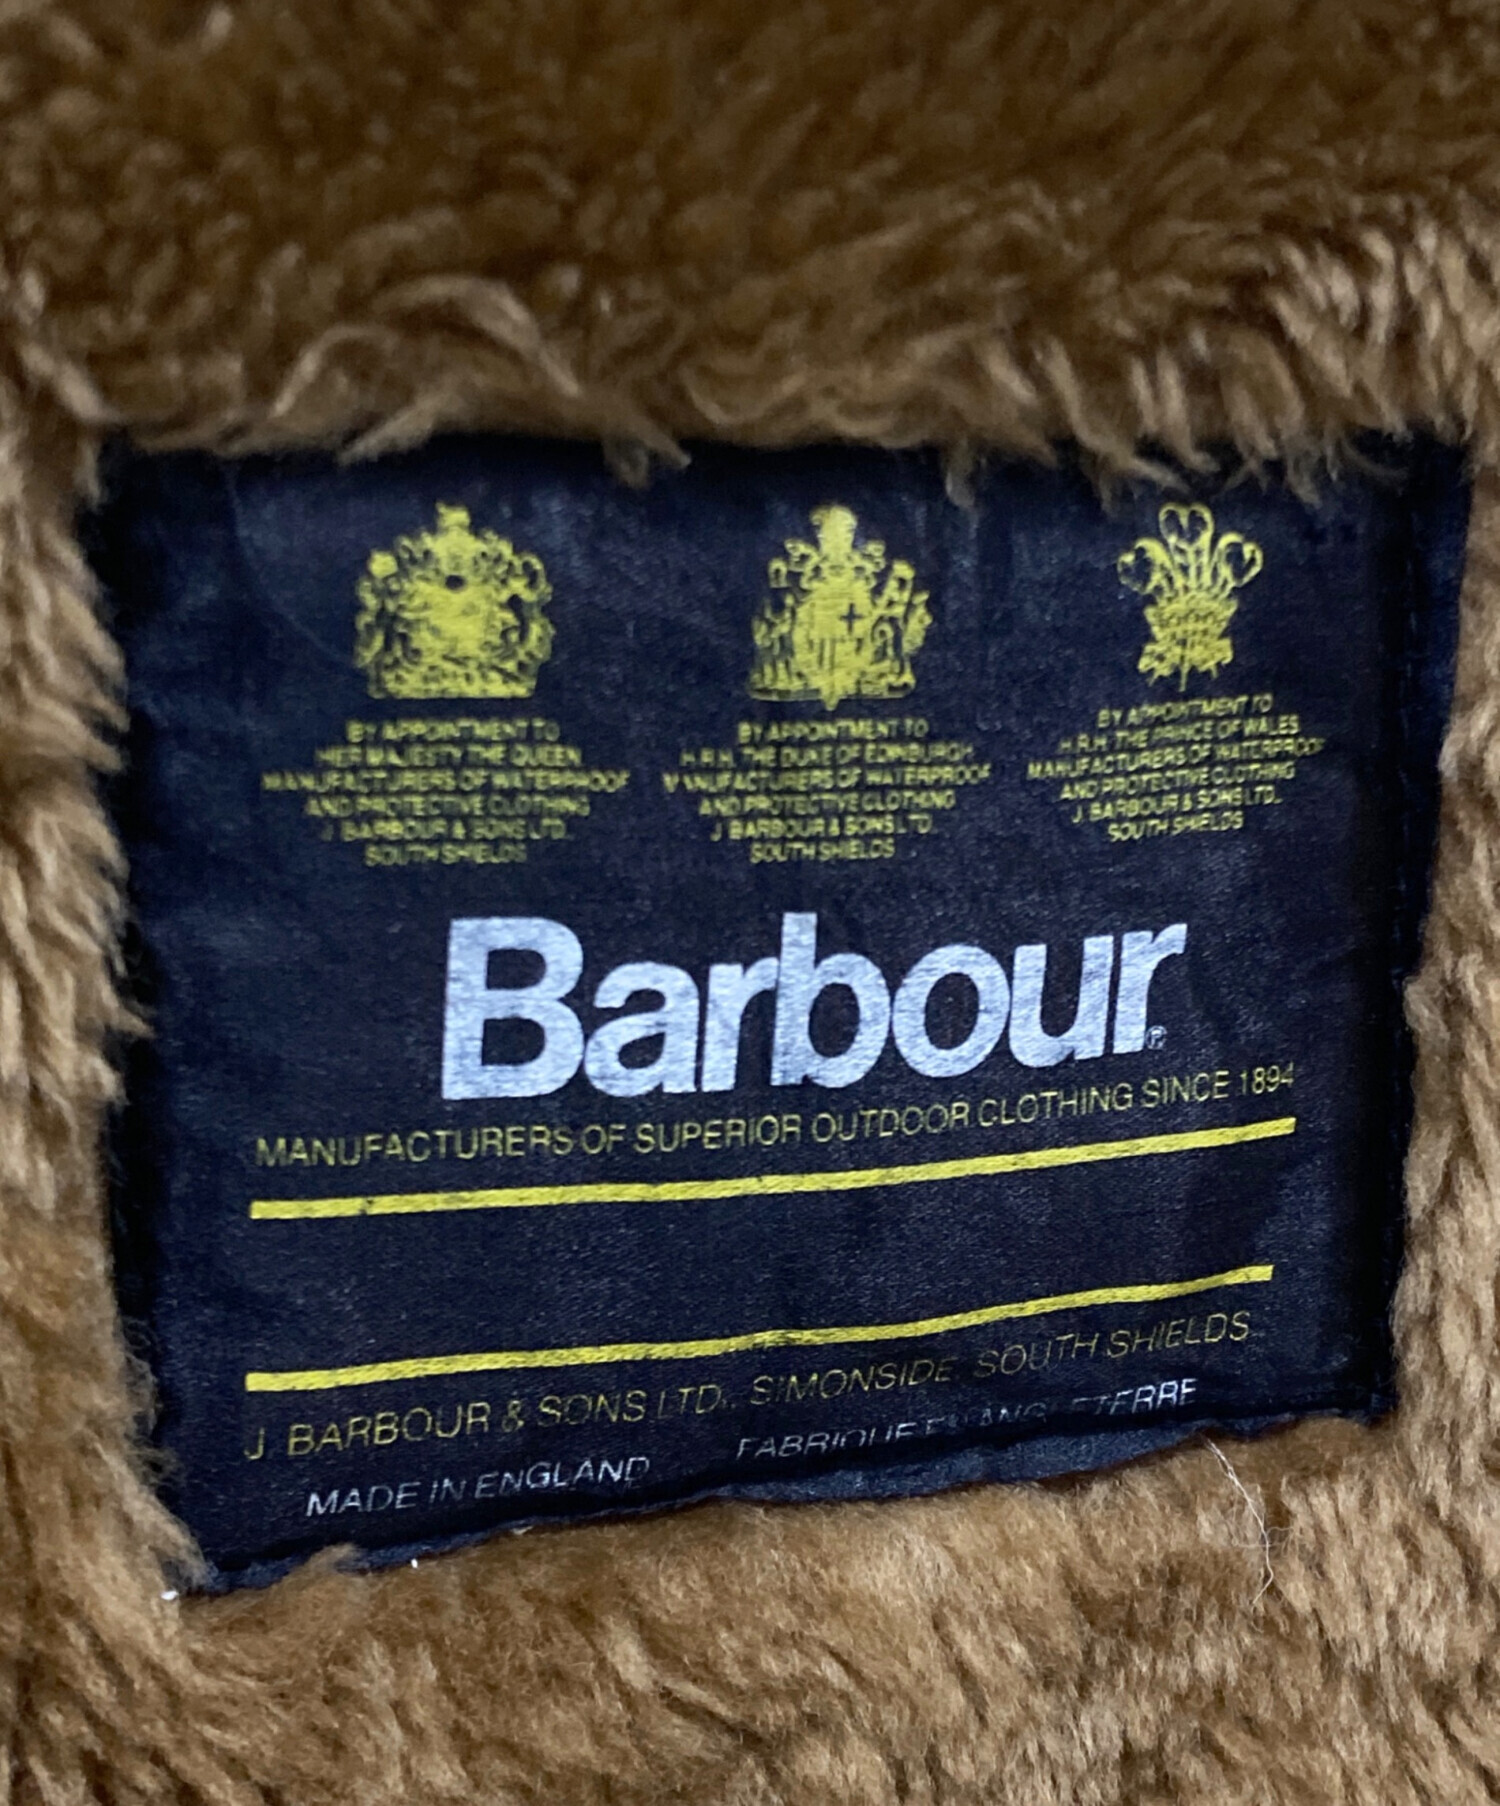 BY APPOINTMENT TO
HER MAJESTY THE QUEEN
MANUFACTURERS OF WATERPROOF
AND PROTECTIVE CLOTHING
J. BARBOUR & SONS LTD.
SOUTH SHIELDS
BY APPOINTMENT TO
H.R.H. THE DUKE OF EDINBURGH
MANUFACTURERS OF WATERPROOF
AND PROTECTIVE CLOTHING
J. BARBOUR & SONS LTD.
SOUTH SHIELDS
BY APPOINTMENT TO
H.R.H. THE PRINCE OF WALES
MANUFACTURERS OF WATERPROOF
AND PROTECTIVE CLOTHING
J. BARBOUR & SONS LTD.
SOUTH SHIELDS
Barbour®
MANUFACTURERS OF SUPERIOR OUTDOOR CLOTHING SINCE 1894
J. BARBOUR & SONS LTD., SIMONSIDE, SOUTH SHIELDS
MADE IN ENGLAND FABRIQUE EN ANGLETERRE